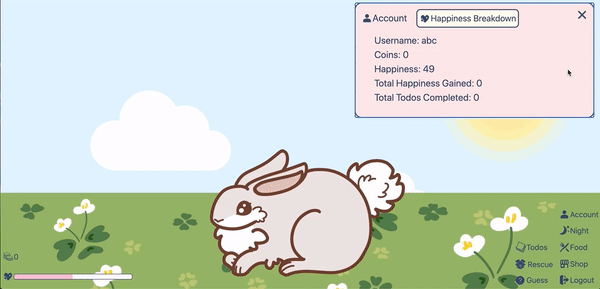 Account Happiness Breakdown
Username: abc
Coins: 0
Happiness: 49
Total Happiness Gained: 0
Total Todos Completed: 0
0
Account
Night
Todos Food
Rescue Shop
Guess Logout